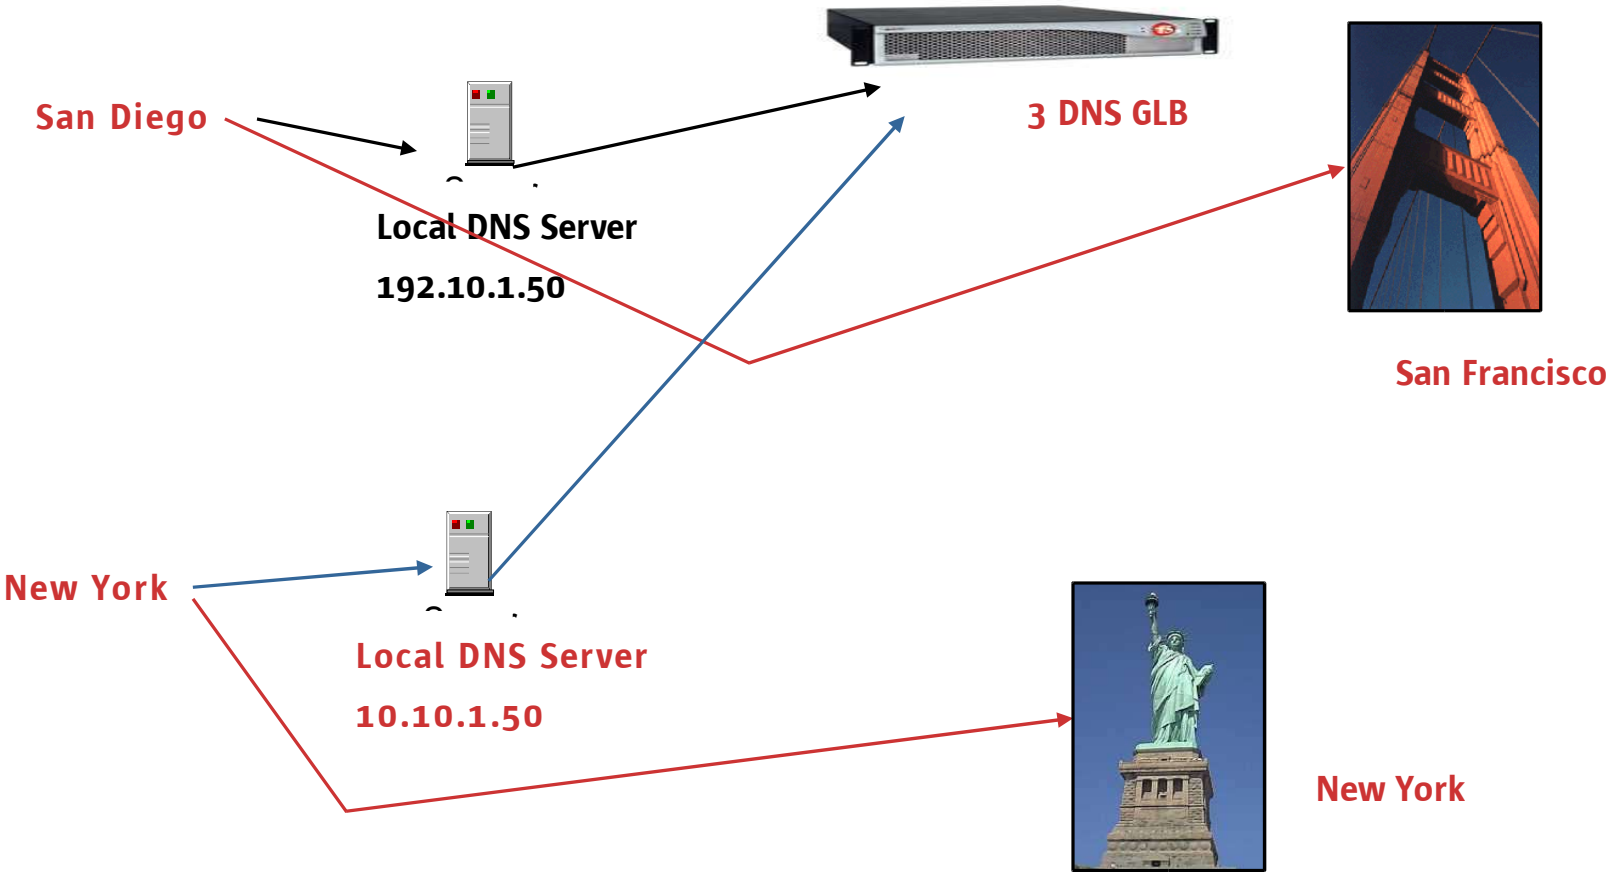 San Diego
3 DNS GLB
Local DNS Server
192.10.1.50
San Francisco
New York
Local DNS Server
10.10.1.50
New York